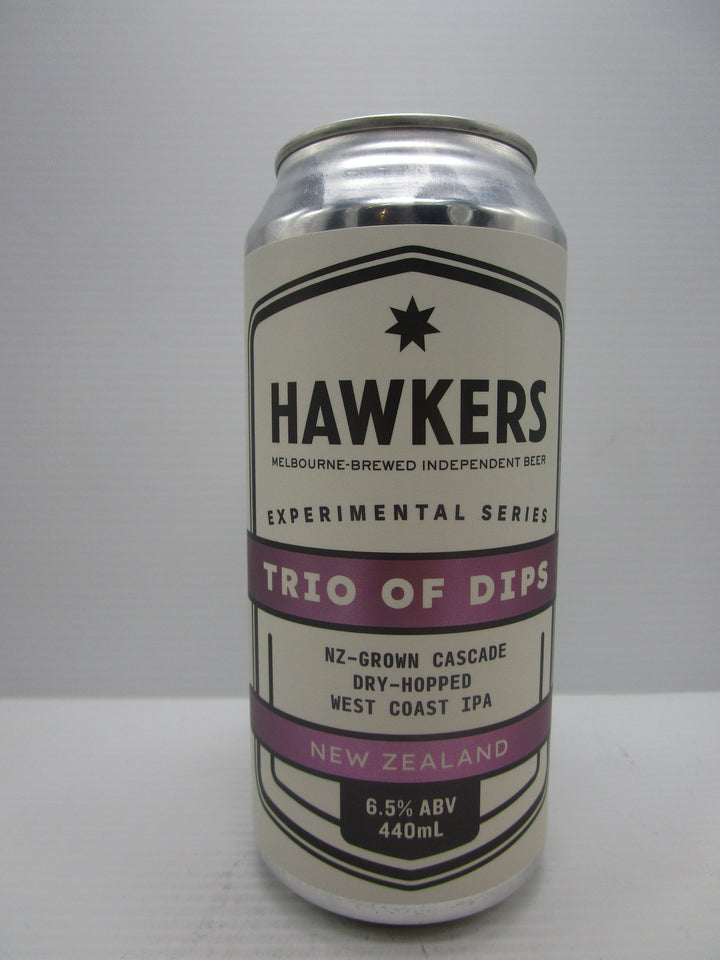 HAWKERS
MELBOURNE-BREWED INDEPENDENT BEER
EXPERIMENTAL SERIES
TRIO OF DIPS
NZ-GROWN CASCADE
DRY-HOPPED
WEST COAST IPA
NEW ZEALAND
6.5% ABV
440mL